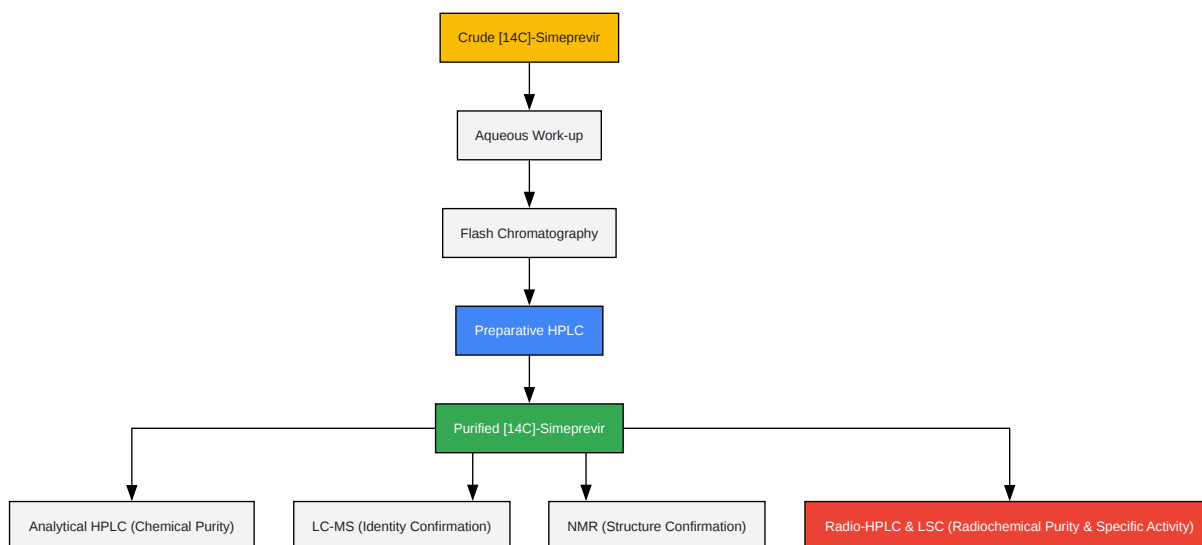 Crude [14C]-Simeprevir
Aqueous Work-up
Flash Chromatography
Preparative HPLC
Purified [14C]-Simeprevir
Analytical HPLC (Chemical Purity)
LC-MS (Identity Confirmation)
NMR (Structure Confirmation)
Radio-HPLC & LSC (Radiochemical Purity & Specific Activity)